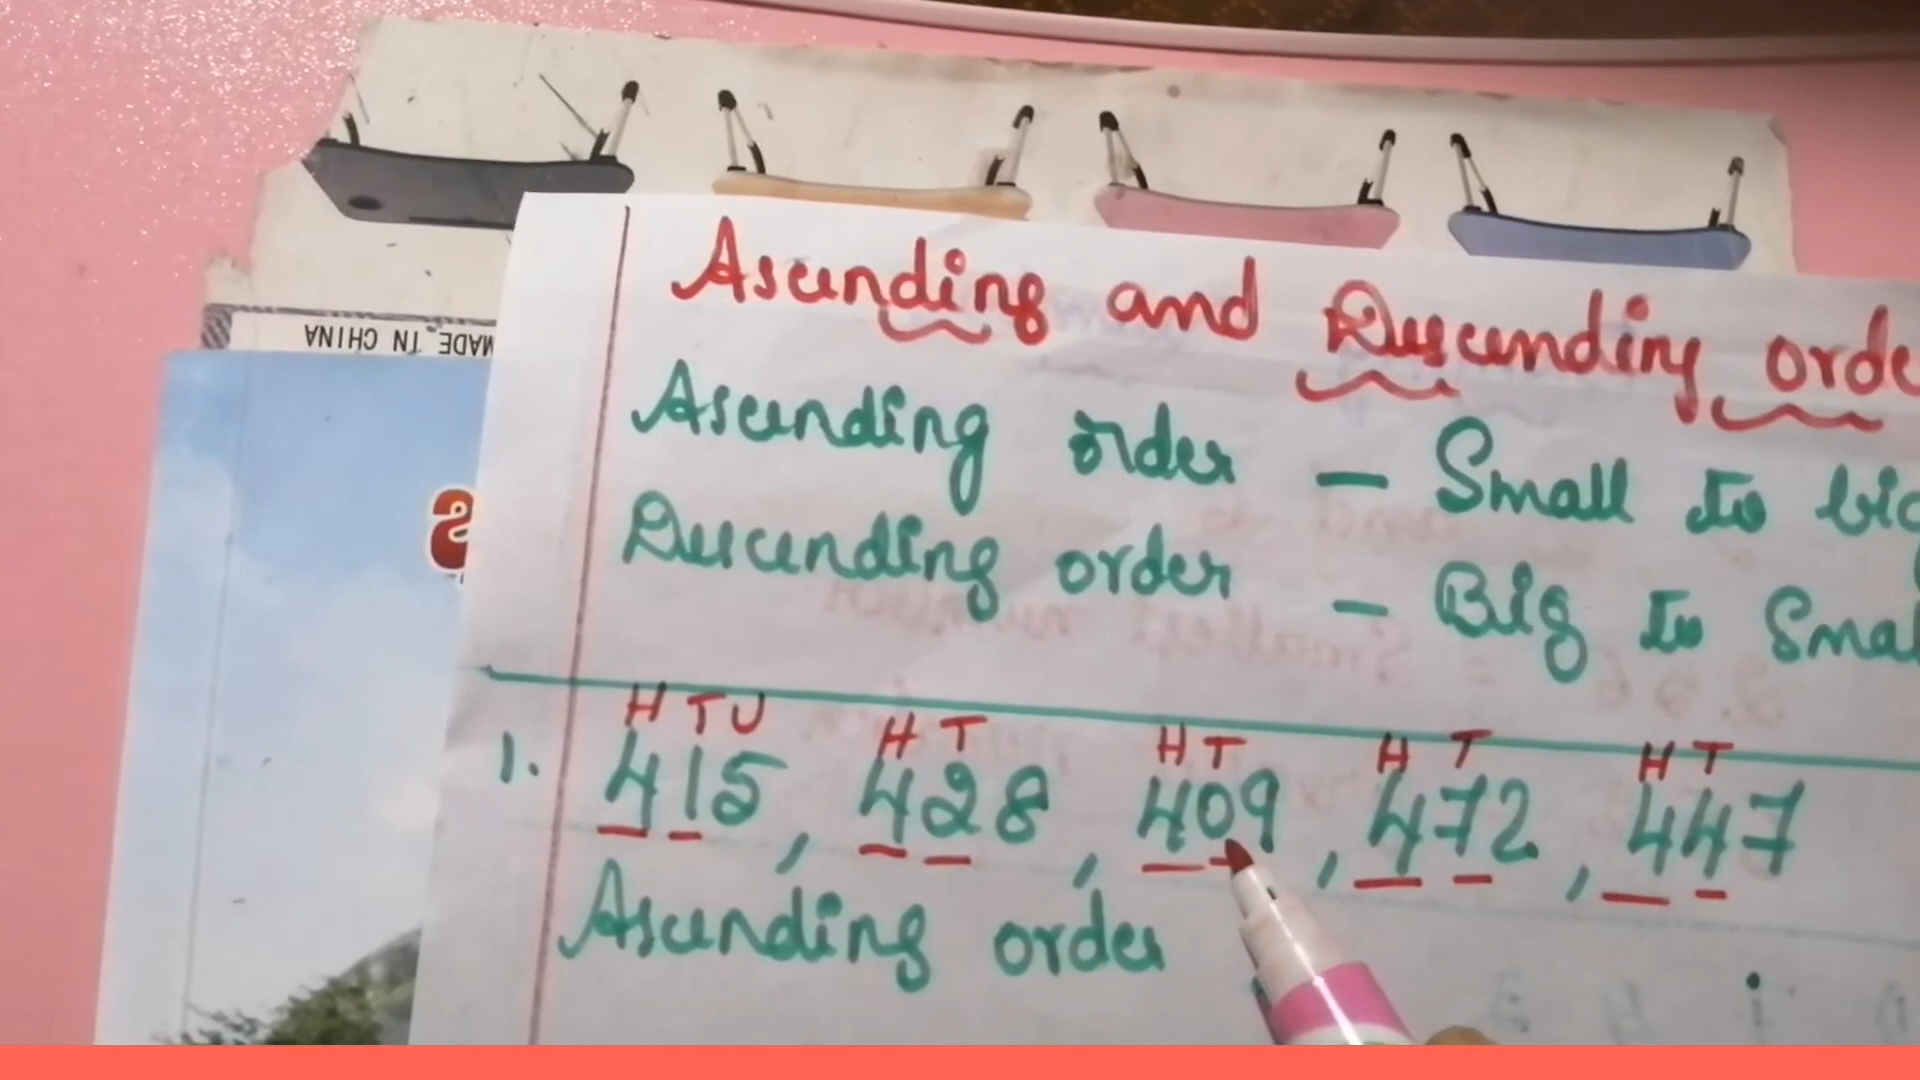 MADE IN CHINA
Ascending and Descending orde
Ascending order - Small to big
Descending order - Big to Smal
H T U H T H T H T H T
1. 415, 428, 409, 472, 447
Ascending order